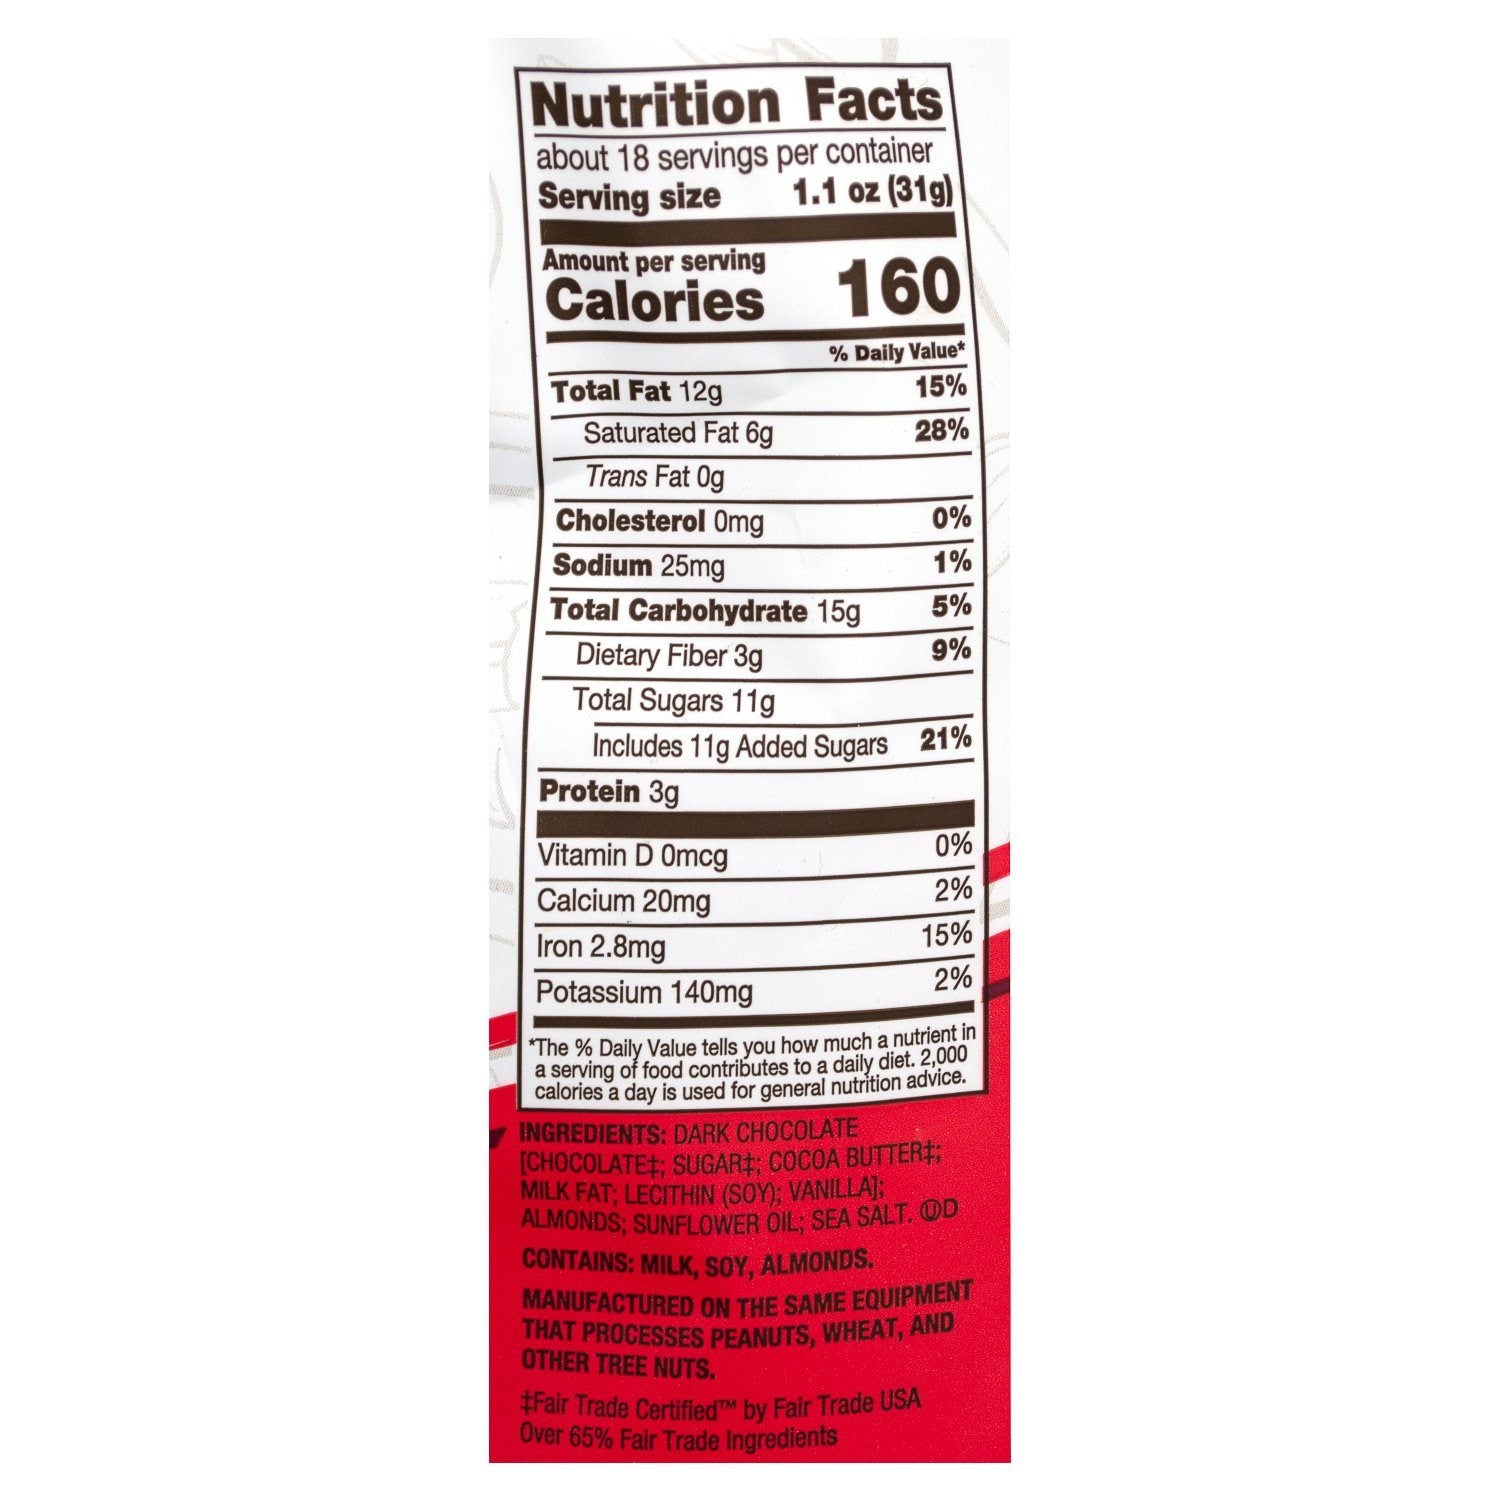 Nutrition Facts
about 18 servings per container
Serving size 1.1 oz (31g)
Amount per serving
Calories 160
% Daily Value*
Total Fat 12g 15%
Saturated Fat 6g 28%
Trans Fat 0g
Cholesterol 0mg 0%
Sodium 25mg 1%
Total Carbohydrate 15g 5%
Dietary Fiber 3g 9%
Total Sugars 11g
Includes 11g Added Sugars 21%
Protein 3g
Vitamin D 0mcg 0%
Calcium 20mg 2%
Iron 2.8mg 15%
Potassium 140mg 2%
*The % Daily Value tells you how much a nutrient in
a serving of food contributes to a daily diet. 2,000
calories a day is used for general nutrition advice.
INGREDIENTS: DARK CHOCOLATE
[CHOCOLATE‡; SUGAR‡; COCOA BUTTER‡;
MILK FAT; LECITHIN (SOY); VANILLA];
ALMONDS; SUNFLOWER OIL; SEA SALT. ⓊD
CONTAINS: MILK, SOY, ALMONDS.
MANUFACTURED ON THE SAME EQUIPMENT
THAT PROCESSES PEANUTS, WHEAT, AND
OTHER TREE NUTS.
‡Fair Trade Certified™ by Fair Trade USA
Over 65% Fair Trade Ingredients